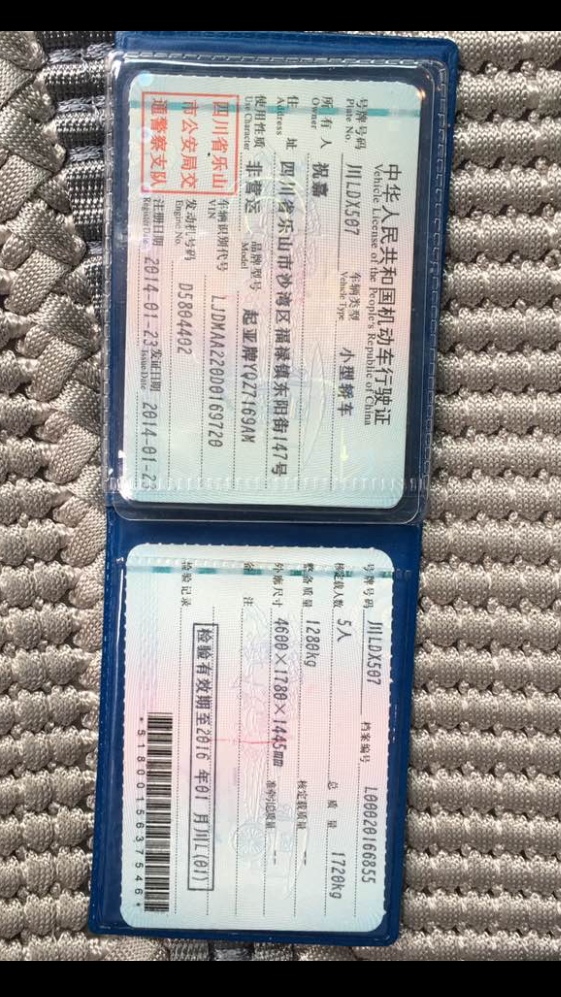 中华人民共和国机动车行驶证
Vehicle License of the People's Republic of China
号牌号码 川LDX507 车辆类型 小型轿车
Plate No. Vehicle Type
所有人 祝嘉
Owner
住址 四川省乐山市沙湾区福禄镇东阳街147号
Address
使用性质 非营运 品牌型号 起亚牌YQZ7169AM
Use Character Model
四川省乐山
市公安局交
通警察支队
车辆识别代号 LJDMAA220D0169720
VIN
发动机号码 D5804402
Engine No.
注册日期 2014-01-23 发证日期 2014-01-23
Register Date Issue Date
号牌号码 川LDX507 档案编号 L00020166855
核定载人数 5人 总质量 1720kg
整备质量 1280kg 核定载质量 --
外廓尺寸 4600×1780×1445mm 准牵引总质量 --
备注
检验有效期至2016年01月川L(01)
检验记录
*5180015637546*